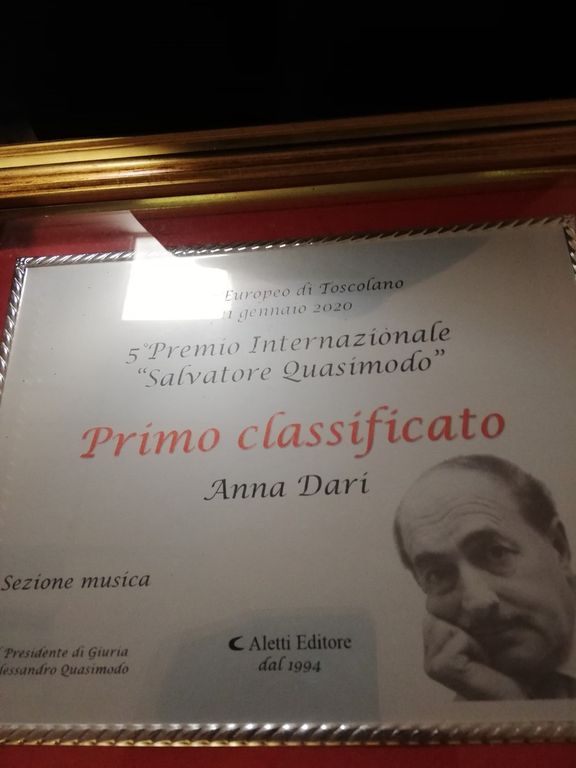 Europeo di Toscolano
11 gennaio 2020
5° Premio Internazionale
"Salvatore Quasimodo"
Primo classificato
Anna Dari
Sezione musica
Presidente di Giuria
lessandro Quasimodo
Aletti Editore
dal 1994